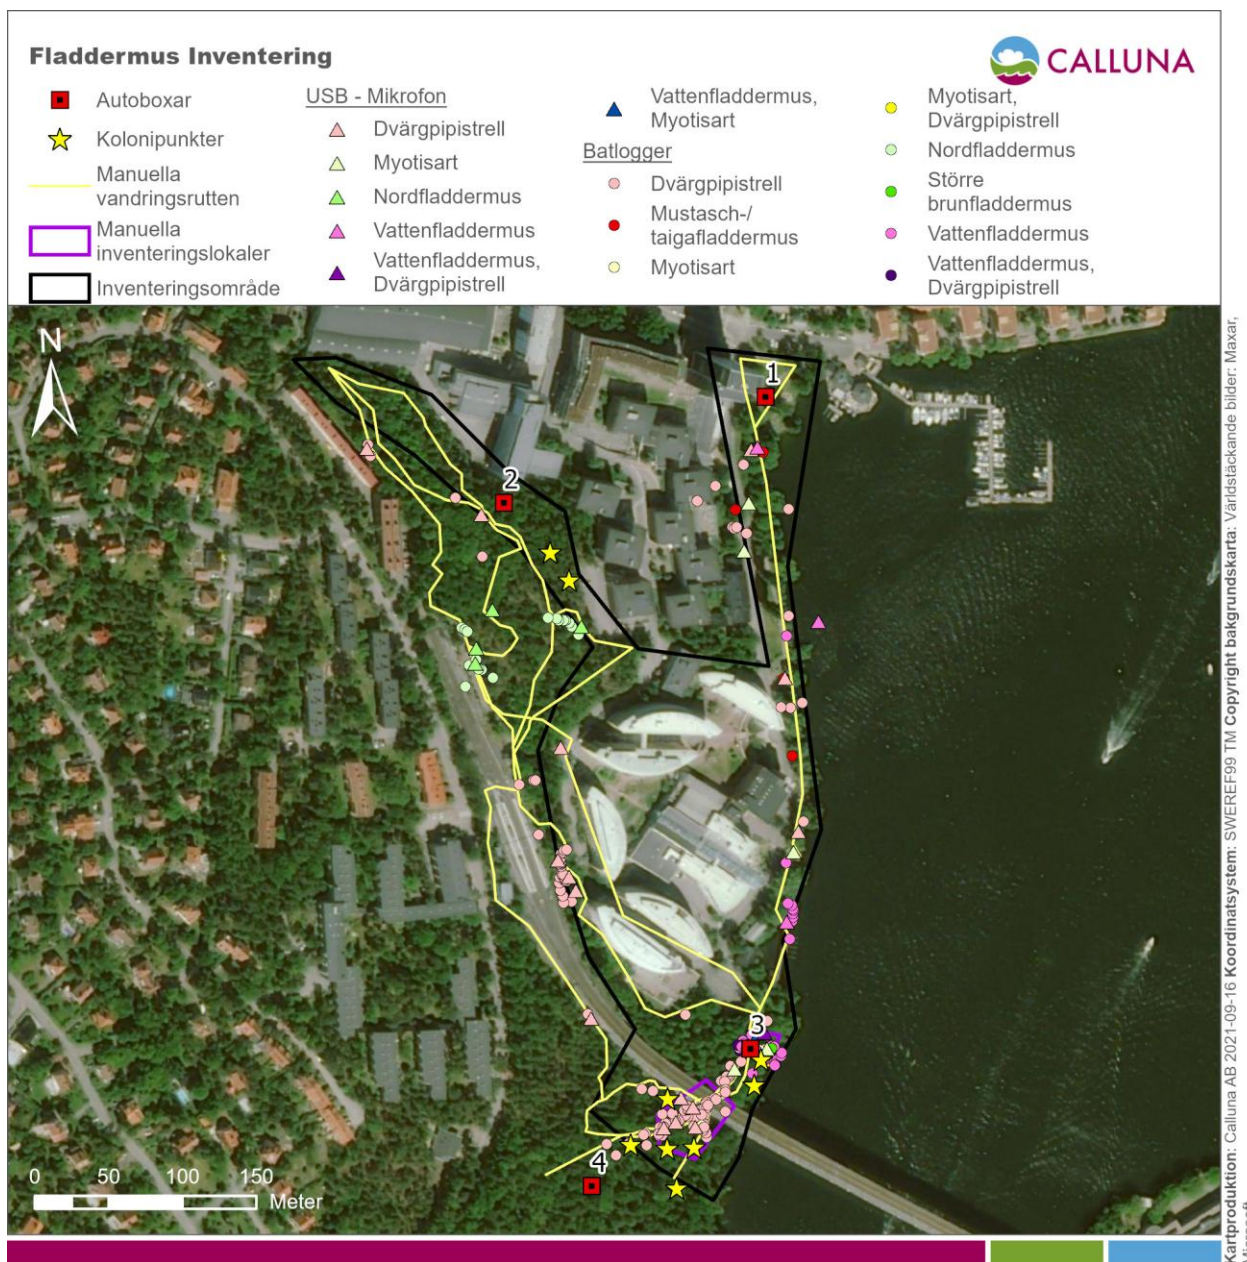 Fladdermus Inventering
CALLUNA
Autoboxar
Kolonipunkter
Manuella
vandringsrutten
Manuella
inventeringslokaler
Inventeringsområde
USB - Mikrofon
Dvärgpipistrell
Myotisart
Nordfladdermus
Vattenfladdermus
Vattenfladdermus,
Dvärgpipistrell
Vattenfladdermus,
Myotisart
Batlogger
Dvärgpipistrell
Mustasch-/
taigafladdermus
Myotisart
Myotisart,
Dvärgpipistrell
Nordfladdermus
Större
brunfladdermus
Vattenfladdermus
Vattenfladdermus,
Dvärgpipistrell
N
1
2
3
4
0 50 100 150
Meter
Kartproduktion: Calluna AB 2021-09-16 Koordinatsystem: SWEREF99 TM Copyright bakgrundskarta: Världstäckande bilder: Maxar,
Microsoft